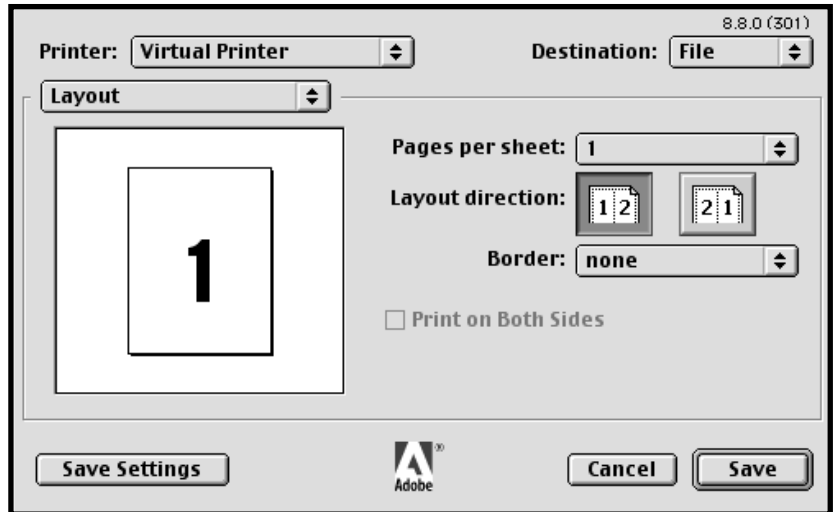 8.8.0 (301)
Printer: Virtual Printer Destination: File
Layout
Pages per sheet: 1
Layout direction: 1 2 2 1
1
Border: none
Print on Both Sides
Save Settings Adobe® Cancel Save